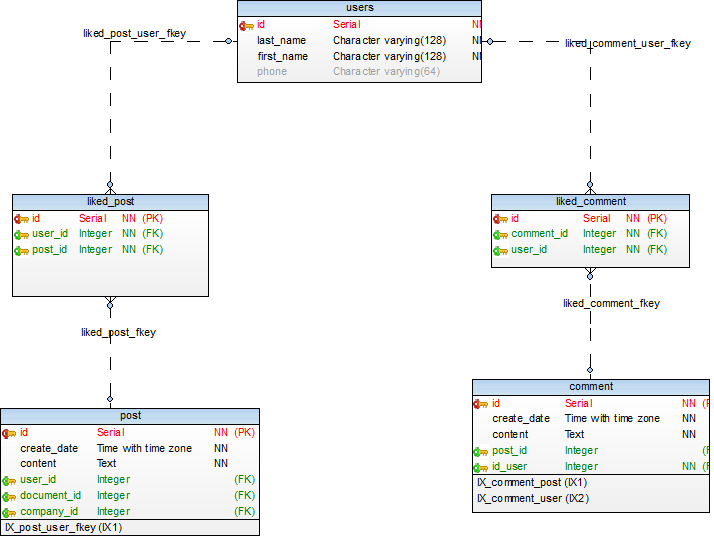 users
id Serial NN
last_name Character varying(128) NN
first_name Character varying(128) NN
phone Character varying(64)
liked_post_user_fkey
liked_comment_user_fkey
liked_post
id Serial NN (PK)
user_id Integer NN (FK)
post_id Integer NN (FK)
liked_comment
id Serial NN (PK)
comment_id Integer NN (FK)
user_id Integer NN (FK)
liked_post_fkey
liked_comment_fkey
post
id Serial NN (PK)
create_date Time with time zone NN
content Text NN
user_id Integer (FK)
document_id Integer (FK)
company_id Integer (FK)
IX_post_user_fkey (IX1)
comment
id Serial NN (F
create_date Time with time zone NN
content Text NN
post_id Integer (F
id_user Integer NN (F
IX_comment_post (IX1)
IX_comment_user (IX2)